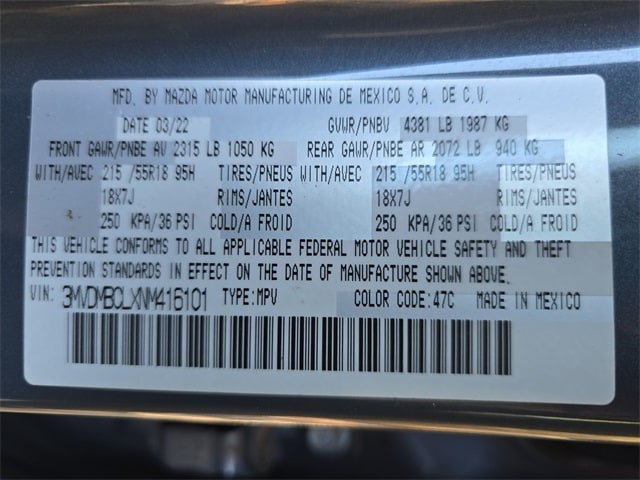 MFD. BY MAZDA MOTOR MANUFACTURING DE MEXICO S.A. DE C.V.
DATE 03/22 GVWR/PNBV 4381 LB 1987 KG
FRONT GAWR/PNBE AV 2315 LB 1050 KG REAR GAWR/PNBE AR 2072 LB 940 KG
WITH/AVEC 215 /55R18 95H TIRES/PNEUS WITH/AVEC 215 /55R18 95H TIRES/PNEUS
18X7J RIMS/JANTES 18X7J RIMS/JANTES
250 KPA/36 PSI COLD/A FROID 250 KPA/36 PSI COLD/A FROID
THIS VEHICLE CONFORMS TO ALL APPLICABLE FEDERAL MOTOR VEHICLE SAFETY AND THEFT
PREVENTION STANDARDS IN EFFECT ON THE DATE OF MANUFACTURE SHOWN ABOVE.
VIN: 3MVDMBCLXNM416101 TYPE:MPV COLOR CODE:47C MADE IN MEXICO